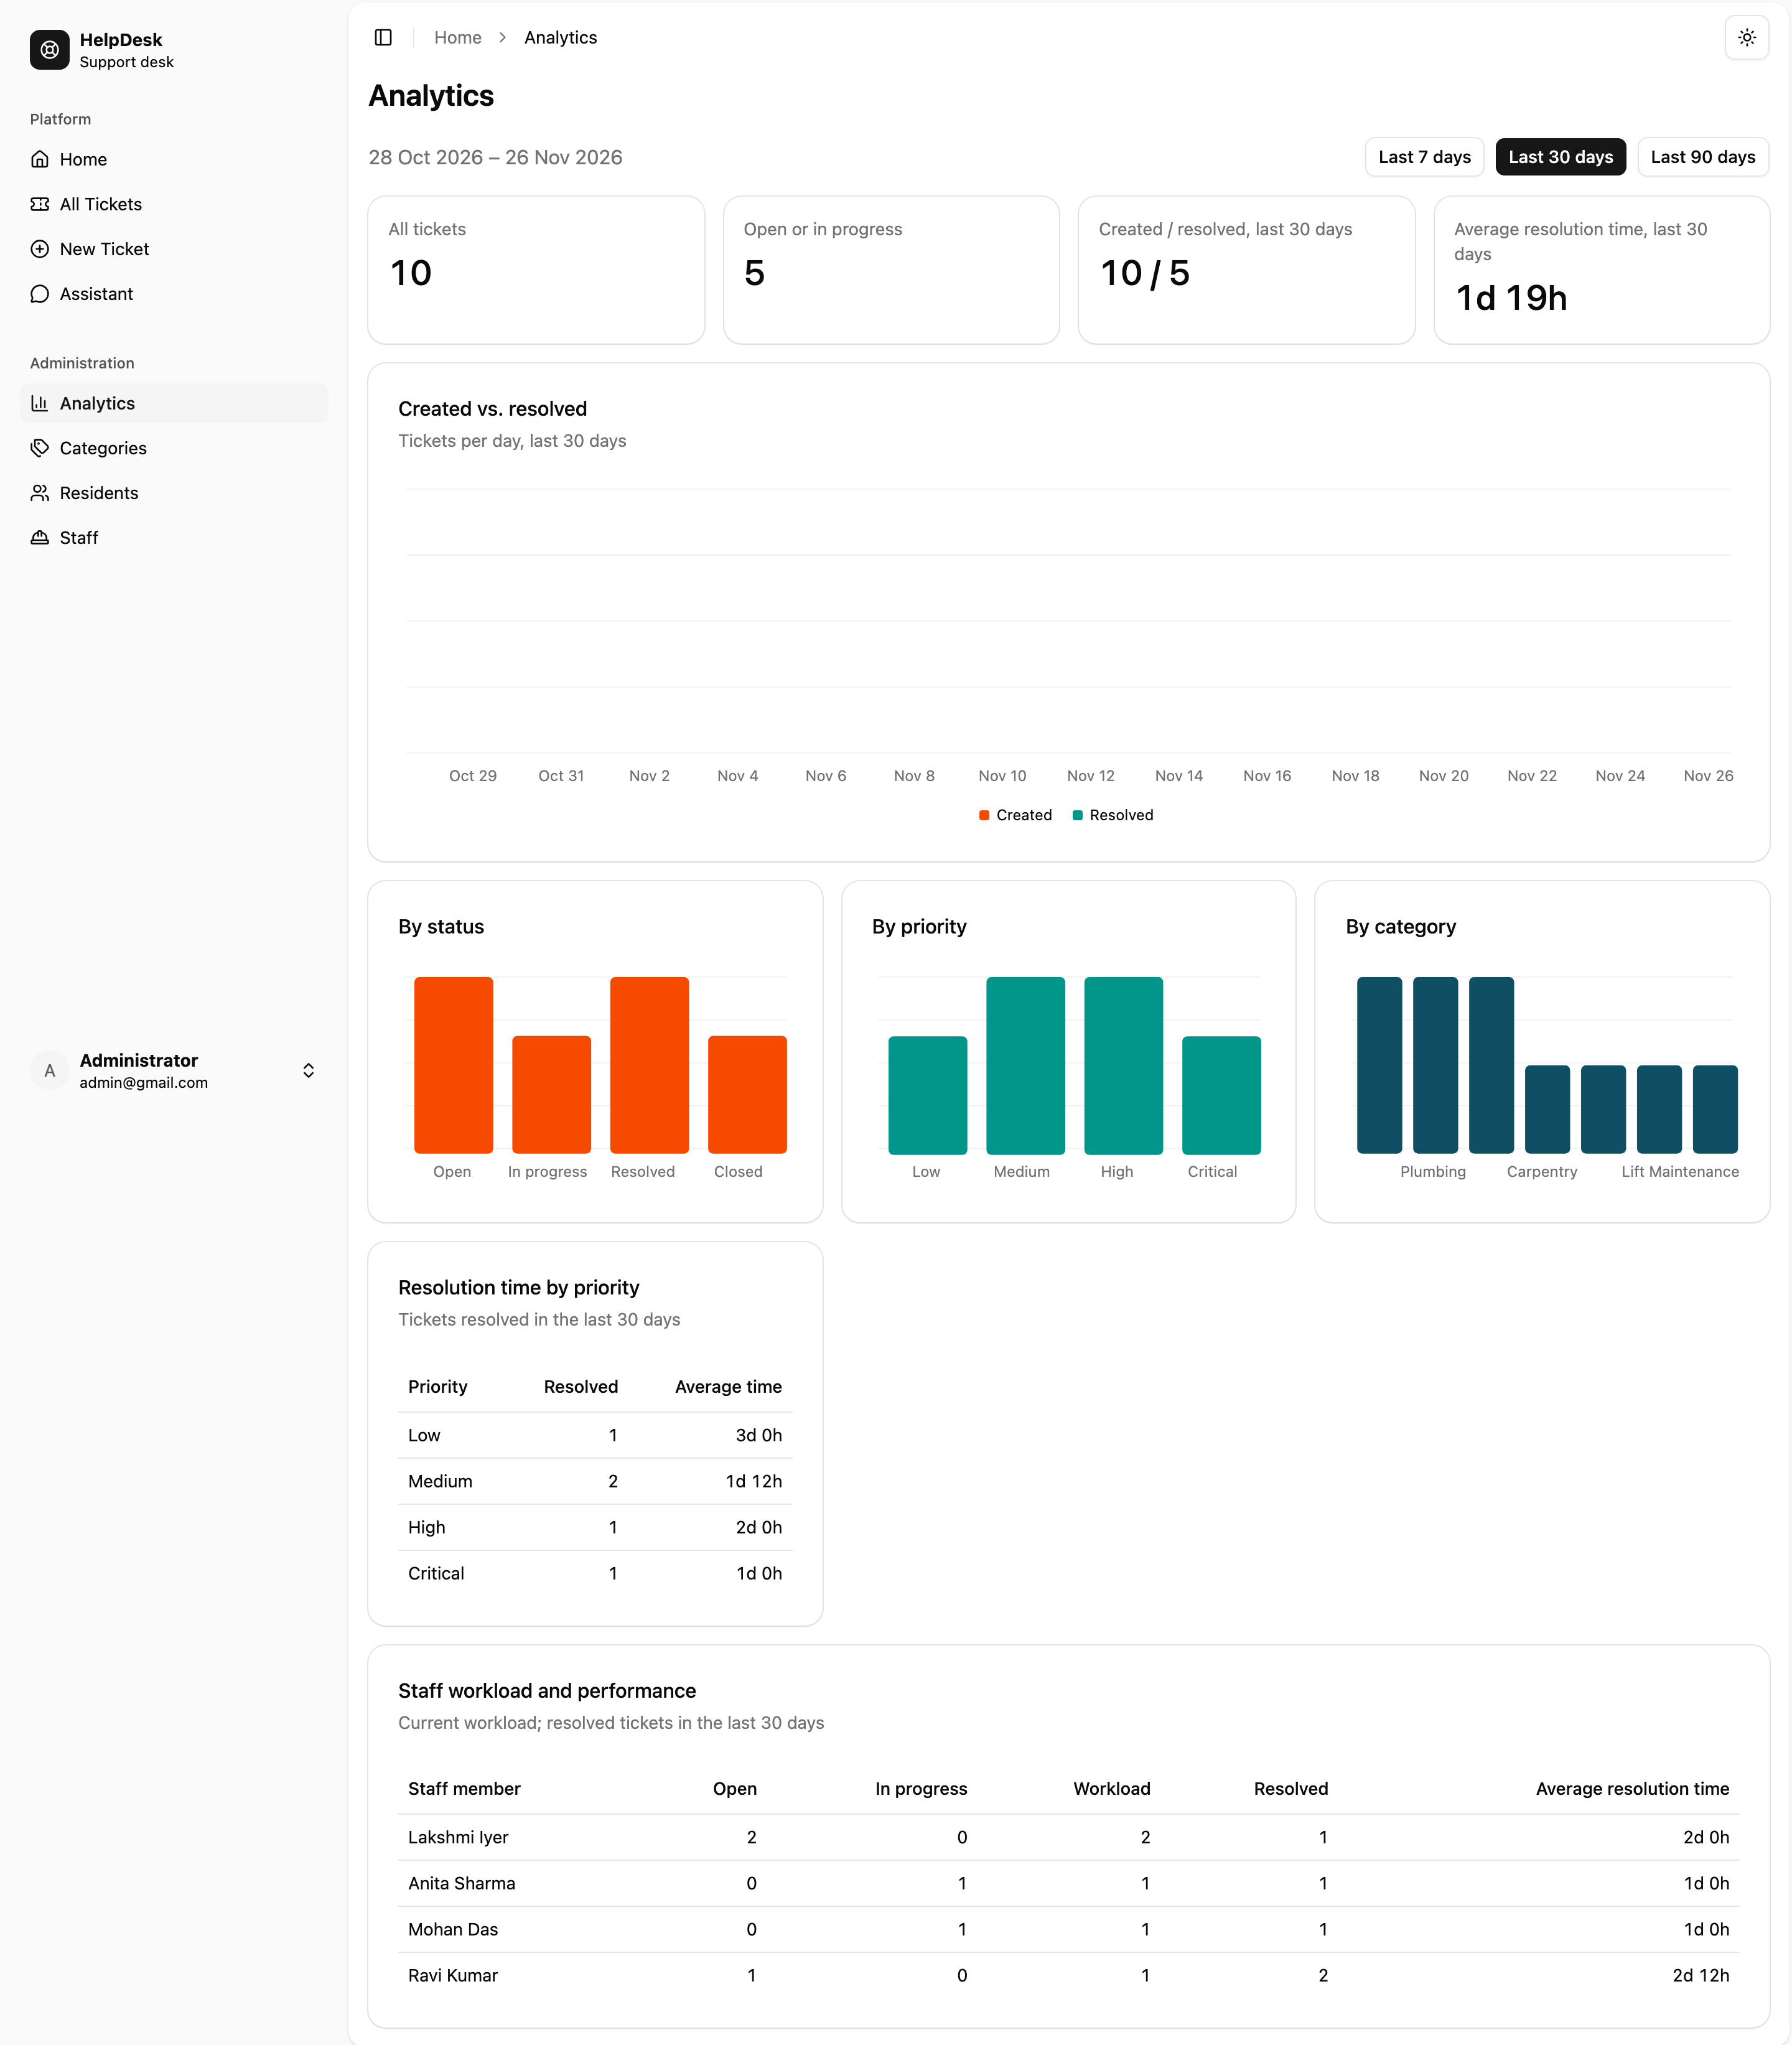 HelpDesk
Support desk
Platform
Home
All Tickets
New Ticket
Assistant
Administration
Analytics
Categories
Residents
Staff
A
Administrator
admin@gmail.com
Home > Analytics
Analytics
28 Oct 2026 – 26 Nov 2026
Last 7 days
Last 30 days
Last 90 days
All tickets
10
Open or in progress
5
Created / resolved, last 30 days
10 / 5
Average resolution time, last 30
days
1d 19h
Created vs. resolved
Tickets per day, last 30 days
Oct 29 Oct 31 Nov 2 Nov 4 Nov 6 Nov 8 Nov 10 Nov 12 Nov 14 Nov 16 Nov 18 Nov 20 Nov 22 Nov 24 Nov 26
Created Resolved
By status
Open In progress Resolved Closed
By priority
Low Medium High Critical
By category
Plumbing Carpentry Lift Maintenance
Resolution time by priority
Tickets resolved in the last 30 days
Priority Resolved Average time
Low 1 3d 0h
Medium 2 1d 12h
High 1 2d 0h
Critical 1 1d 0h
Staff workload and performance
Current workload; resolved tickets in the last 30 days
Staff member Open In progress Workload Resolved Average resolution time
Lakshmi Iyer 2 0 2 1 2d 0h
Anita Sharma 0 1 1 1 1d 0h
Mohan Das 0 1 1 1 1d 0h
Ravi Kumar 1 0 1 2 2d 12h